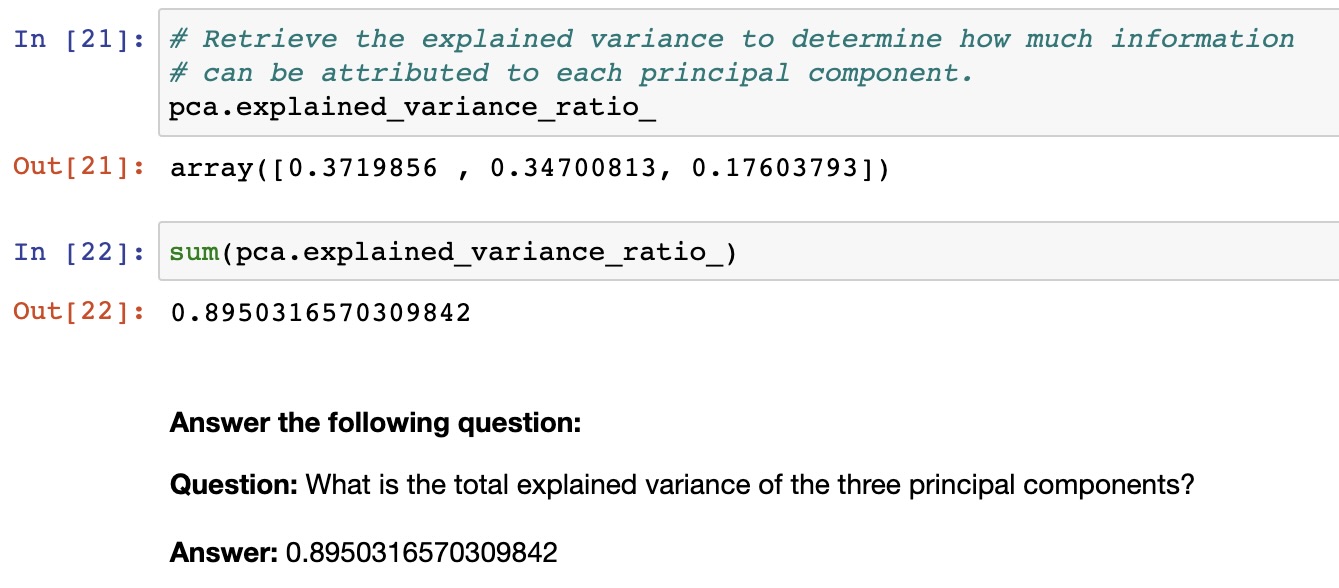 In [21]: # Retrieve the explained variance to determine how much information
# can be attributed to each principal component.
pca.explained_variance_ratio_
Out[21]: array([0.3719856 , 0.34700813, 0.17603793])
In [22]: sum(pca.explained_variance_ratio_)
Out[22]: 0.8950316570309842
Answer the following question:
Question: What is the total explained variance of the three principal components?
Answer: 0.8950316570309842